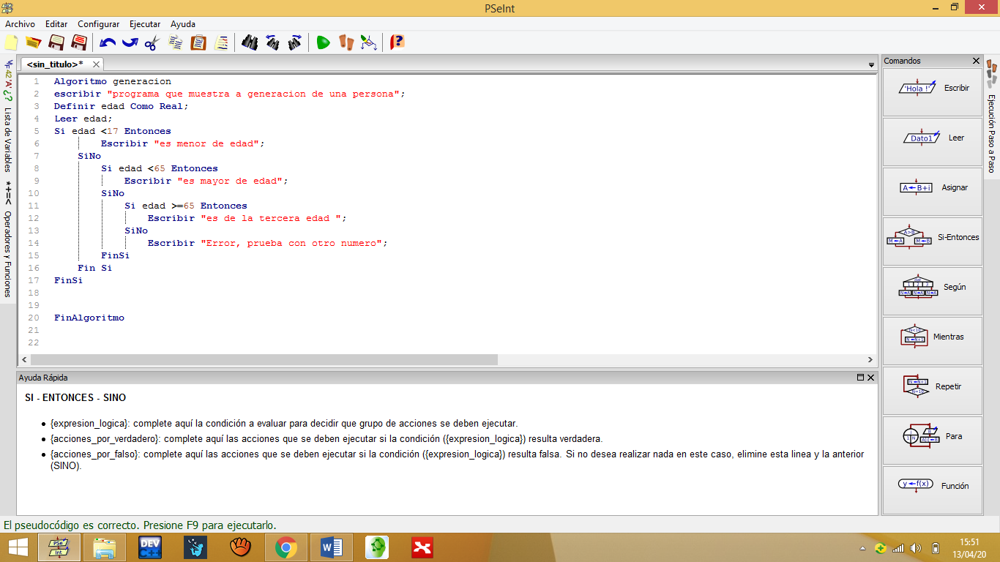 PSeInt
Archivo Editar Configurar Ejecutar Ayuda
<sin_titulo>*
Lista de Variables
Operadores y Funciones
1 Algoritmo generacion
2 escribir "programa que muestra a generacion de una persona";
3 Definir edad Como Real;
4 Leer edad;
5 Si edad <17 Entonces
6 Escribir "es menor de edad";
7 SiNo
8 Si edad <65 Entonces
9 Escribir "es mayor de edad";
10 SiNo
11 Si edad >=65 Entonces
12 Escribir "es de la tercera edad ";
13 SiNo
14 Escribir "Error, prueba con otro numero";
15 FinSi
16 Fin Si
17 FinSi
18
19
20 FinAlgoritmo
21
22
Comandos
'Hola !' Escribir
Dato1 Leer
A←B+i Asignar
Si-Entonces
Según
Mientras
Repetir
Para
y←f(x) Función
Ejecución Paso a Paso
Ayuda Rápida
SI - ENTONCES - SINO
{expresion_logica}: complete aquí la condición a evaluar para decidir que grupo de acciones se deben ejecutar.
{acciones_por_verdadero}: complete aquí las acciones que se deben ejecutar si la condición ({expresion_logica}) resulta verdadera.
{acciones_por_falso}: complete aquí las acciones que se deben ejecutar si la condición ({expresion_logica}) resulta falsa. Si no desea realizar nada en este caso, elimine esta linea y la anterior
(SINO).
El pseudocódigo es correcto. Presione F9 para ejecutarlo.
PSe
Int
DEV
C++
15:51
13/04/20